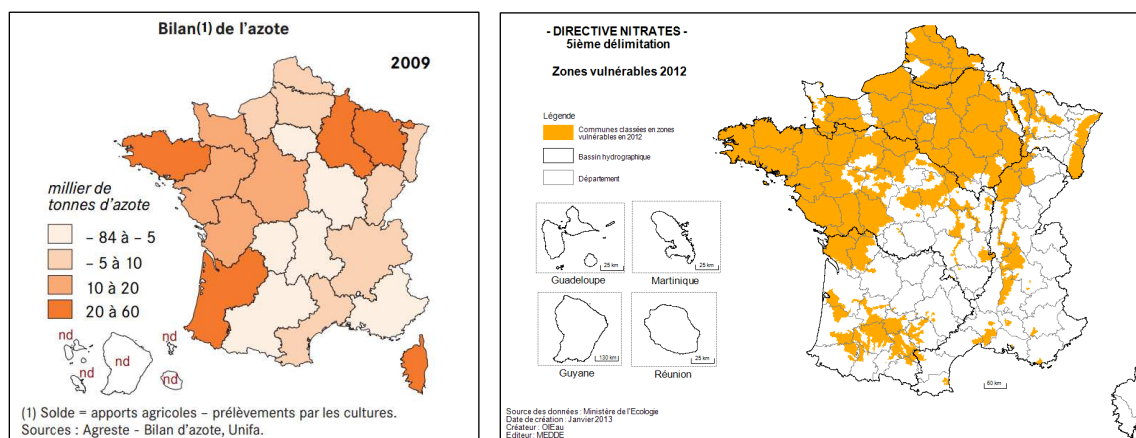 Bilan(1) de l'azote
2009
millier de
tonnes d'azote
– 84 à – 5
– 5 à 10
10 à 20
20 à 60
nd
nd
nd
nd
nd
(1) Solde = apports agricoles – prélèvements par les cultures.
Sources : Agreste - Bilan d'azote, Unifa.
- DIRECTIVE NITRATES -
5ième délimitation
Zones vulnérables 2012
Légende
Communes classées en zones
vulnérables en 2012
Bassin hydrographique
Département
25 km
Guadeloupe
25 km
Martinique
130 km
Guyane
25 km
Réunion
60 km
Source des données : Ministère de l'Ecologie
Date de création : Janvier 2013
Créateur : OIEau
Editeur : MEDDE